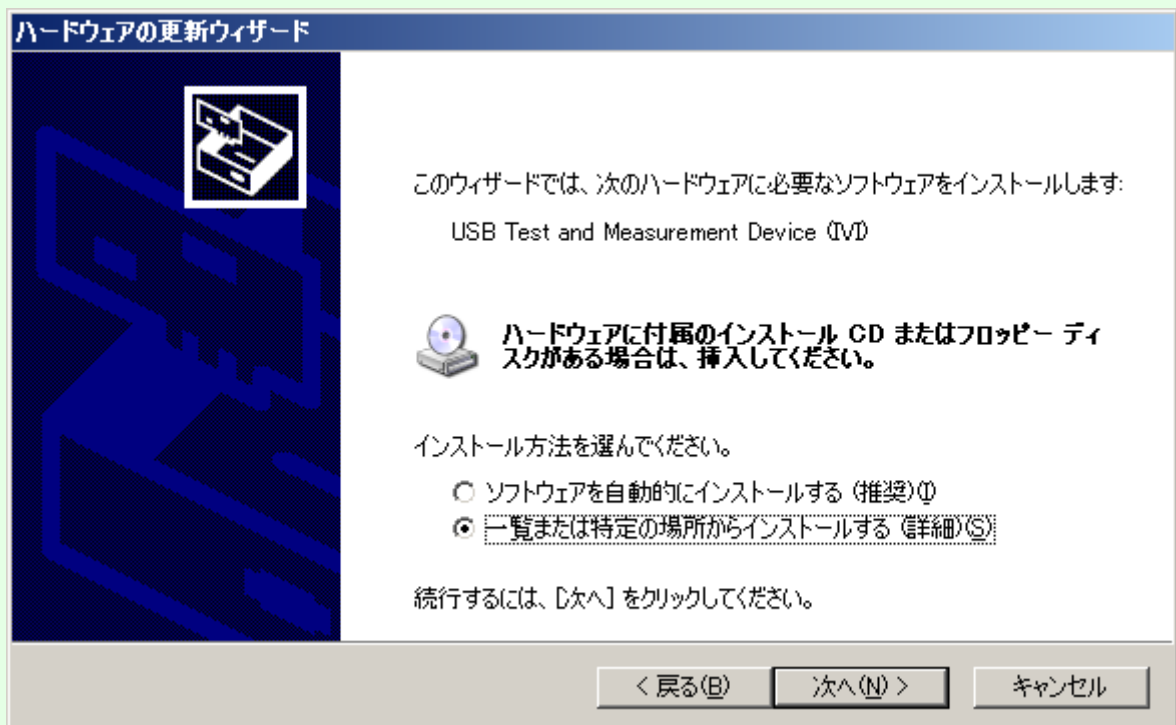 ハードウェアの更新ウィザード
このウィザードでは、次のハードウェアに必要なソフトウェアをインストールします:
USB Test and Measurement Device (IVI)
ハードウェアに付属のインストール CD またはフロッピー ディ
スクがある場合は、挿入してください。
インストール方法を選んでください。
ソフトウェアを自動的にインストールする (推奨)(I)
一覧または特定の場所からインストールする (詳細)(S)
続行するには、[次へ] をクリックしてください。
< 戻る(B) 次へ(N) > キャンセル